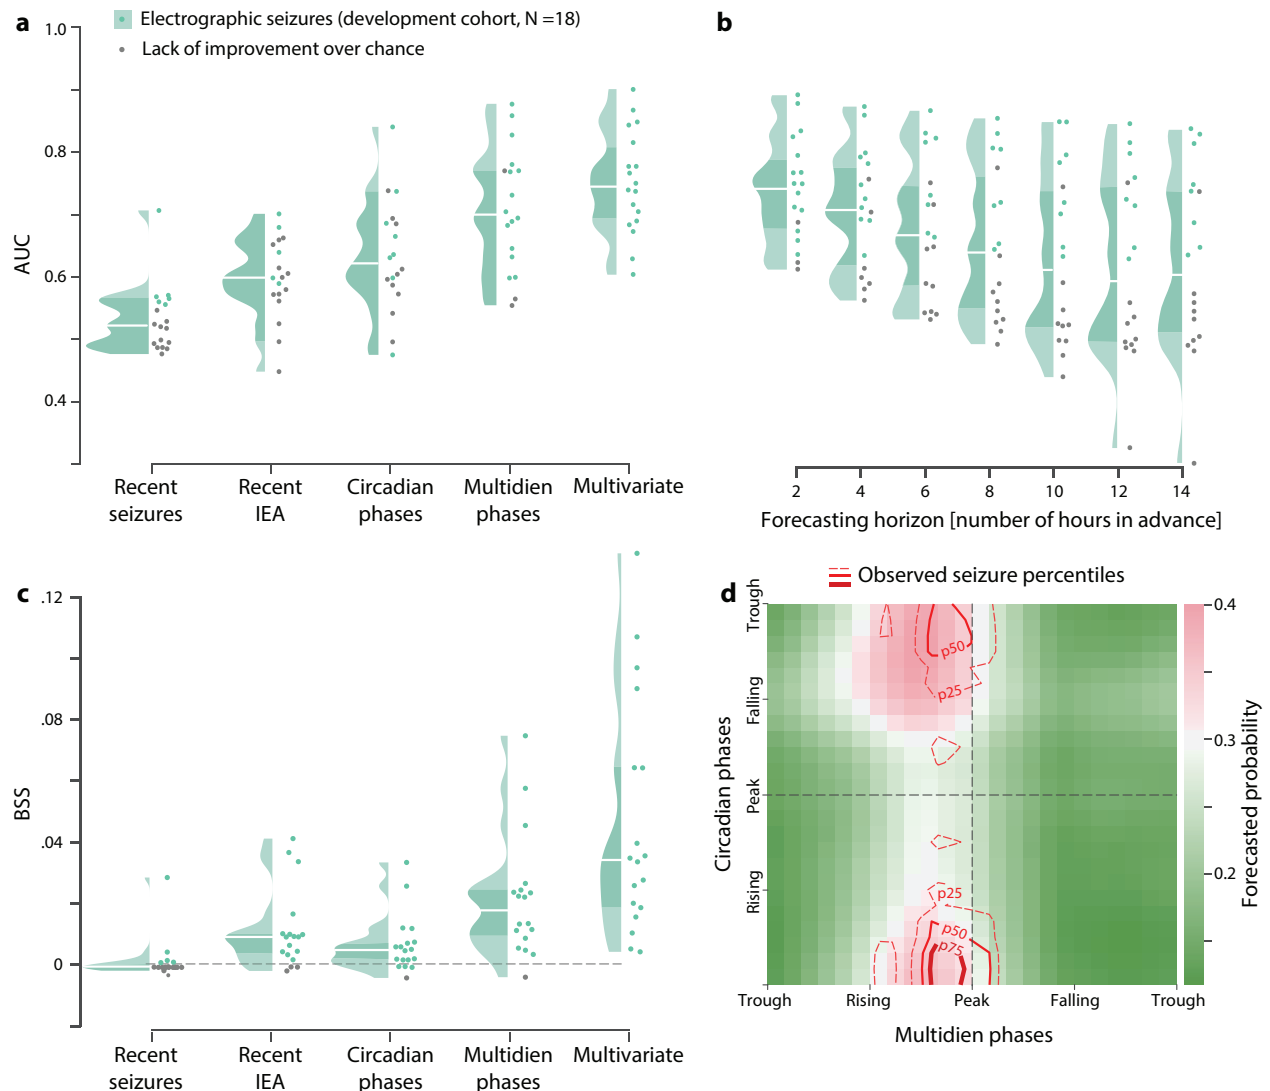 a
Electrographic seizures (development cohort, N =18)
Lack of improvement over chance
1.0
0.8
0.6
0.4
AUC
Recent seizures
Recent IEA
Circadian phases
Multidien phases
Multivariate
b
2 4 6 8 10 12 14
Forecasting horizon [number of hours in advance]
c
.12
.08
.04
0
BSS
Recent seizures
Recent IEA
Circadian phases
Multidien phases
Multivariate
d
Observed seizure percentiles
Trough
Falling
Peak
Rising
Circadian phases
p50
p25
p25
p50
p75
Trough Rising Peak Falling Trough
Multidien phases
0.4
0.3
0.2
Forecasted probability